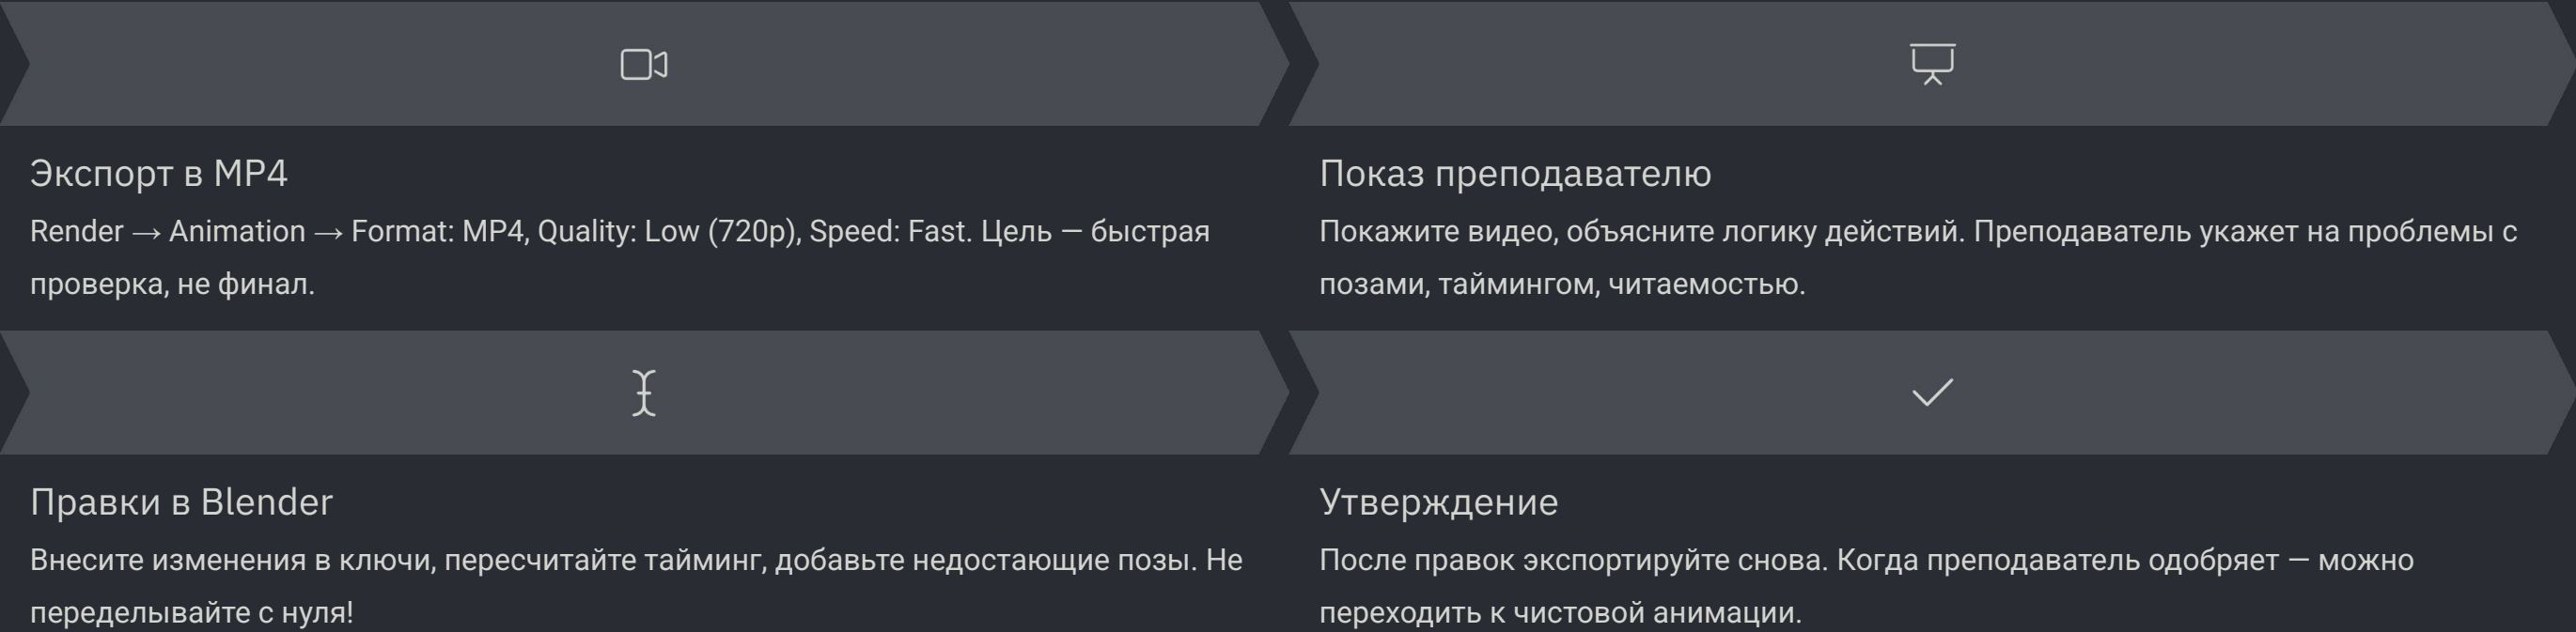 Экспорт в MP4
Render → Animation → Format: MP4, Quality: Low (720p), Speed: Fast. Цель — быстрая
проверка, не финал.
Показ преподавателю
Покажите видео, объясните логику действий. Преподаватель укажет на проблемы с
позами, таймингом, читаемостью.
Правки в Blender
Внесите изменения в ключи, пересчитайте тайминг, добавьте недостающие позы. Не
переделывайте с нуля!
Утверждение
После правок экспортируйте снова. Когда преподаватель одобряет — можно
переходить к чистовой анимации.